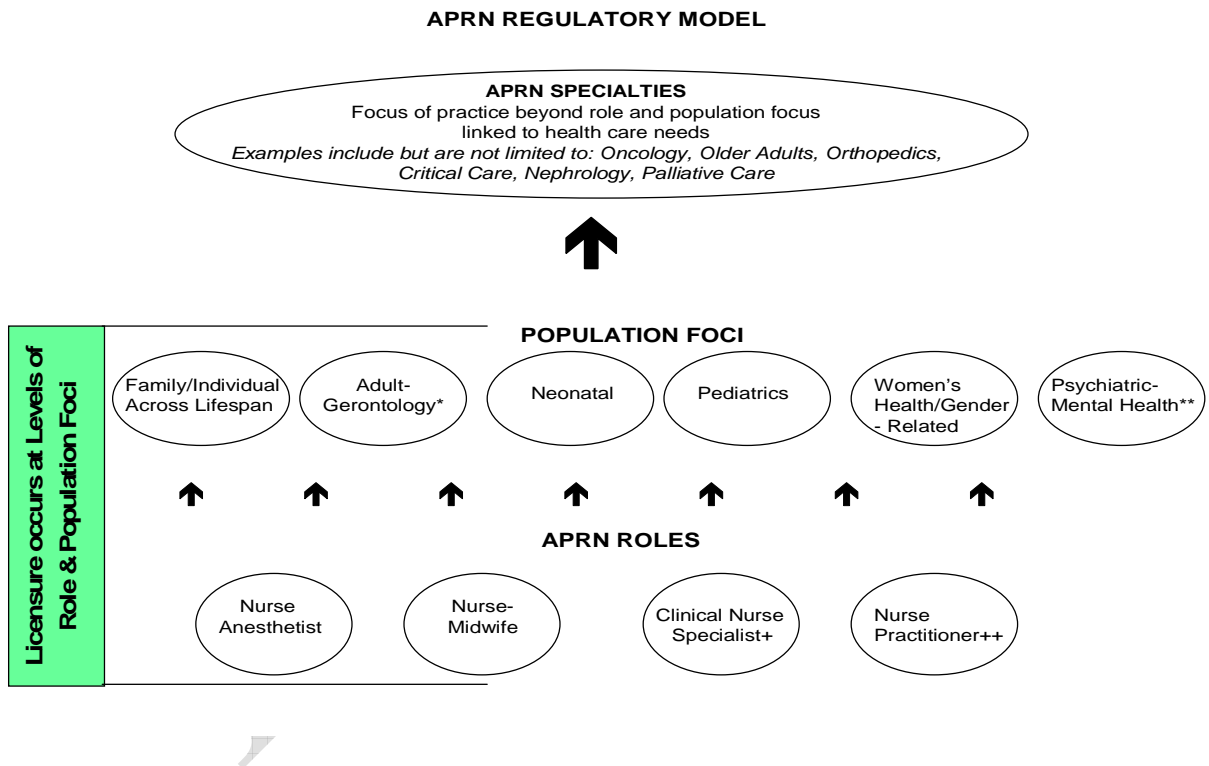 APRN REGULATORY MODEL
APRN SPECIALTIES
Focus of practice beyond role and population focus
linked to health care needs
Examples include but are not limited to: Oncology, Older Adults, Orthopedics,
Critical Care, Nephrology, Palliative Care
Licensure occurs at Levels of
Role & Population Foci
POPULATION FOCI
Family/Individual
Across Lifespan
Adult-
Gerontology*
Neonatal
Pediatrics
Women's
Health/Gender
- Related
Psychiatric-
Mental Health**
APRN ROLES
Nurse
Anesthetist
Nurse-
Midwife
Clinical Nurse
Specialist+
Nurse
Practitioner++